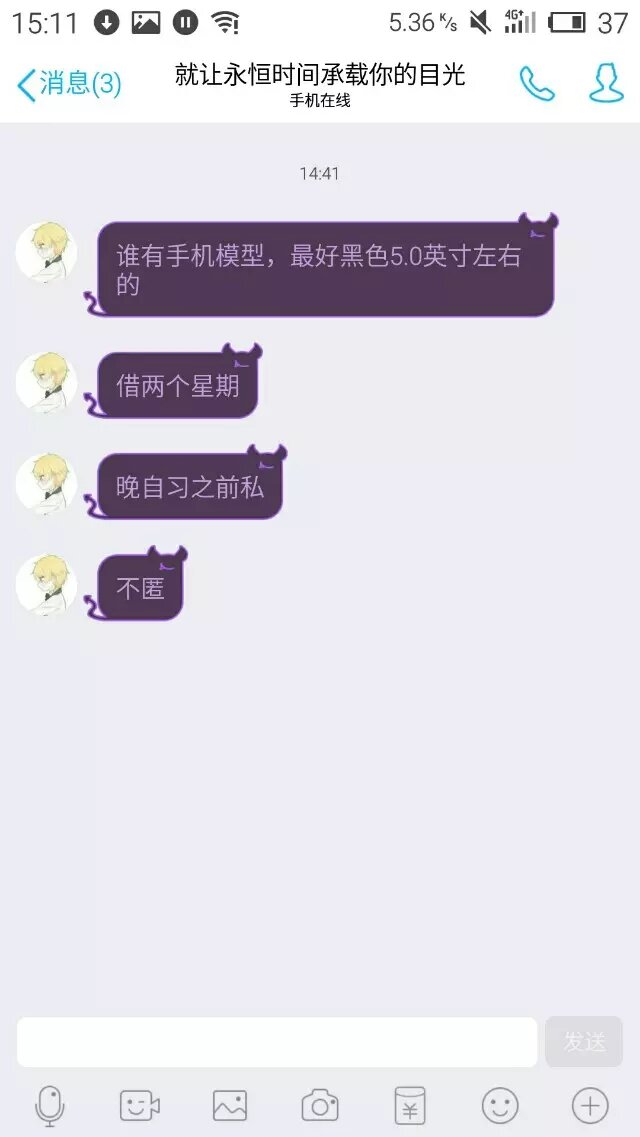 15:11
5.36 K/s
4G+
37
消息(3)
就让永恒时间承载你的目光
手机在线
14:41
谁有手机模型，最好黑色5.0英寸左右
的
借两个星期
晚自习之前私
不匿
发送